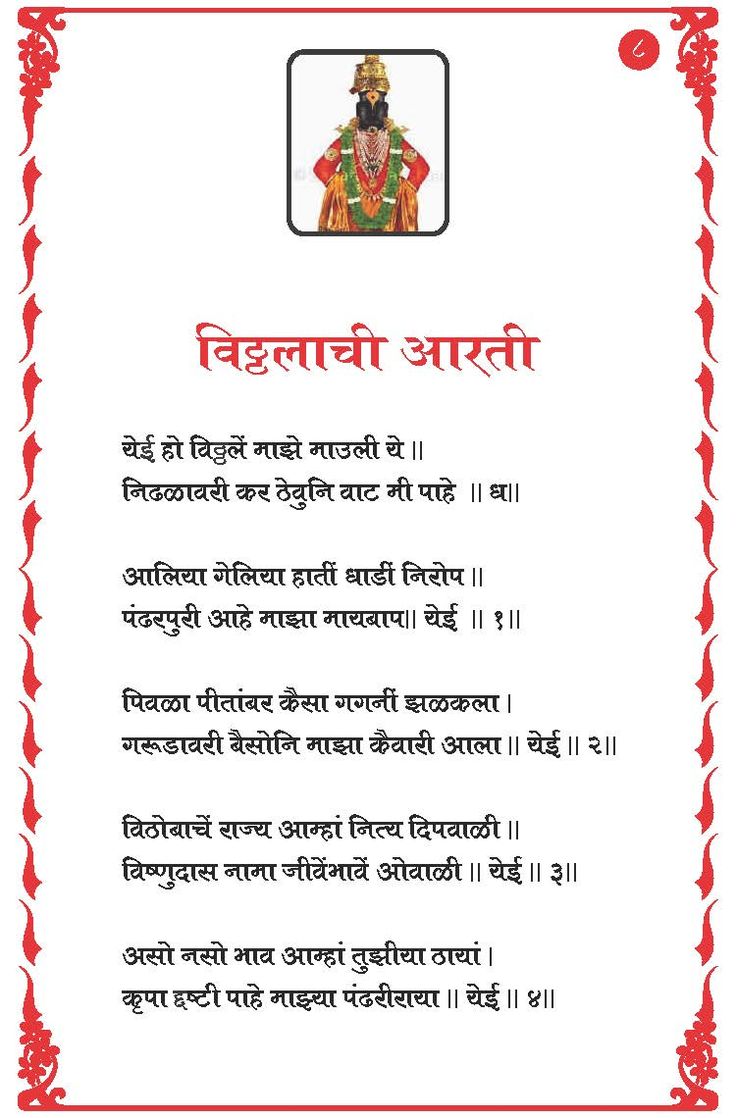 ८
विठ्ठलाची आरती
येई हो विठ्ठलें माझे माउली ये ॥
निढळावरी कर ठेवुनि वाट मी पाहे ॥ ध॥
आलिया गेलिया हातीं धाडीं निरोप ॥
पंढरपुरी आहे माझा मायबाप॥ येई ॥ १॥
पिवळा पीतांबर कैसा गगनीं झळकला ।
गरूडावरी बैसोनि माझा कैवारी आला ॥ येई ॥ २॥
विठोबाचें राज्य आम्हां नित्य दिपवाळी ॥
विष्णुदास नामा जीवेंभावें ओवाळी ॥ येई ॥ ३॥
असो नसो भाव आम्हां तुझीया ठायां ।
कृपा द्दष्टी पाहे माझ्या पंढरीराया ॥ येई ॥ ४॥